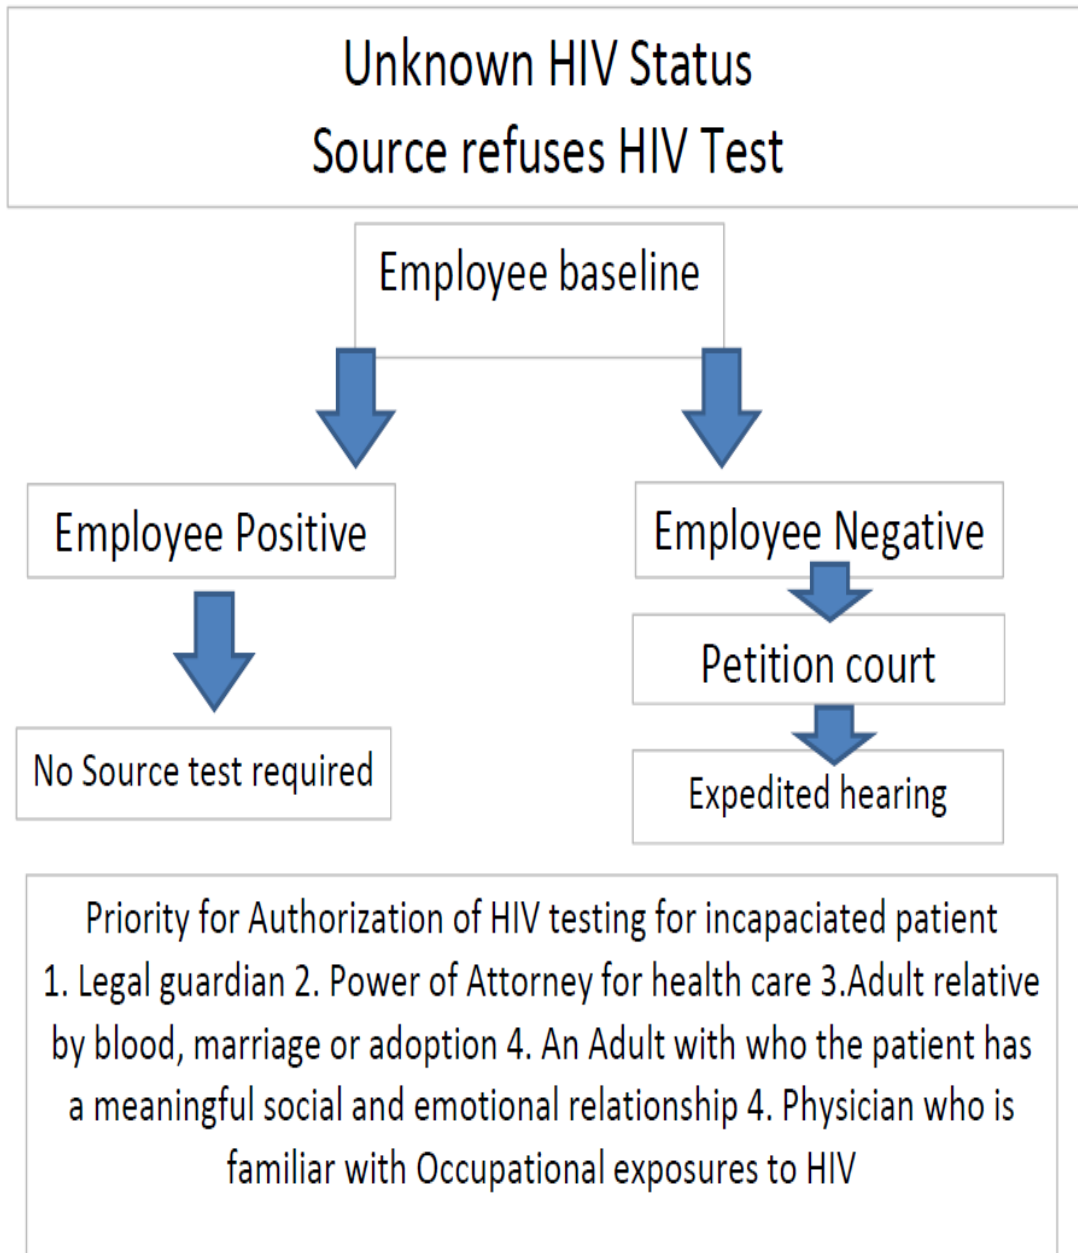 Unknown HIV Status
Source refuses HIV Test
Employee baseline
Employee Positive
Employee Negative
Petition court
No Source test required
Expedited hearing
Priority for Authorization of HIV testing for incapaciated patient
1. Legal guardian 2. Power of Attorney for health care 3.Adult relative
by blood, marriage or adoption 4. An Adult with who the patient has
a meaningful social and emotional relationship 4. Physician who is
familiar with Occupational exposures to HIV